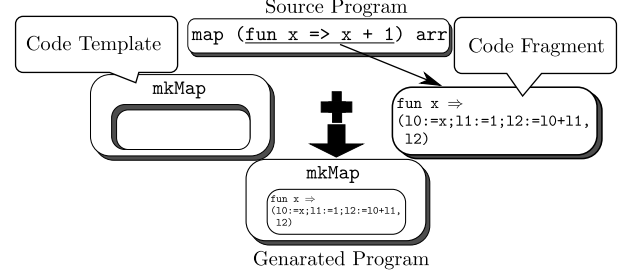 Source Program
map (fun x => x + 1) arr
Code Template
Code Fragment
mkMap
fun x ⇒
(l0:=x;l1:=1;l2:=l0+l1,
l2)
mkMap
fun x ⇒
(l0:=x;l1:=1;l2:=l0+l1,
l2)
Genarated Program